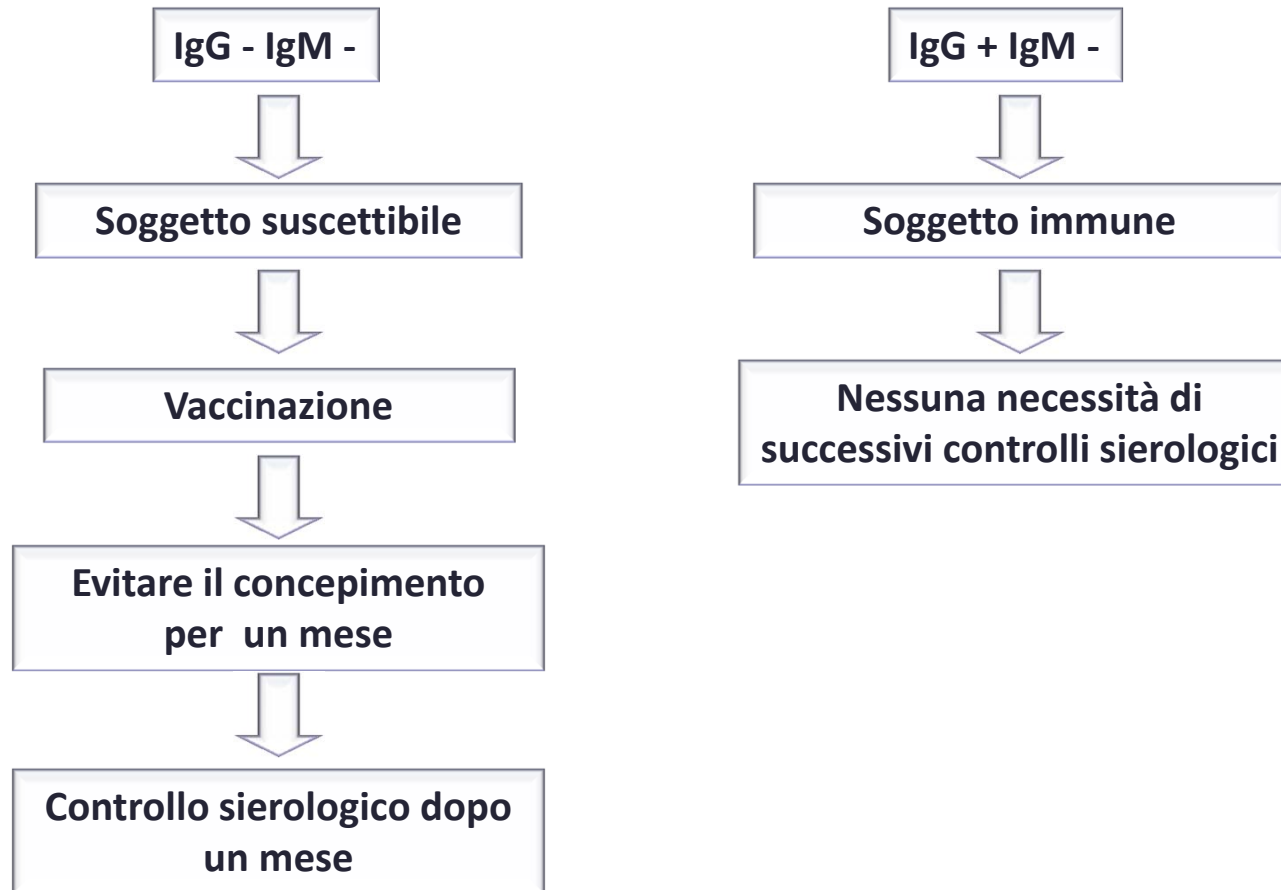 IgG - IgM -
Soggetto suscettibile
Vaccinazione
Evitare il concepimento
per un mese
Controllo sierologico dopo
un mese
IgG + IgM -
Soggetto immune
Nessuna necessità di
successivi controlli sierologici